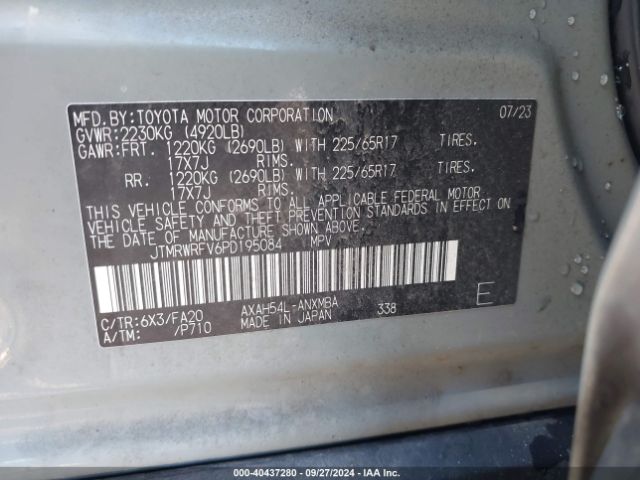 MFD. BY: TOYOTA MOTOR CORPORATION 07/23
GVWR: 2230KG (4920LB)
GAWR: FRT. 1220KG (2690LB) WITH 225/65R17 TIRES.
17X7J RIMS.
RR. 1220KG (2690LB) WITH 225/65R17 TIRES.
17X7J RIMS.
THIS VEHICLE CONFORMS TO ALL APPLICABLE FEDERAL MOTOR
VEHICLE SAFETY AND THEFT PREVENTION STANDARDS IN EFFECT ON
THE DATE OF MANUFACTURE SHOWN ABOVE.
JTMRWRFV6PD195084 MPV
C/TR: 6X3/FA20 AXAH54L-ANXMBA 338 E
A/TM: /P710 MADE IN JAPAN
000-40437280 - 09/27/2024 - IAA Inc.